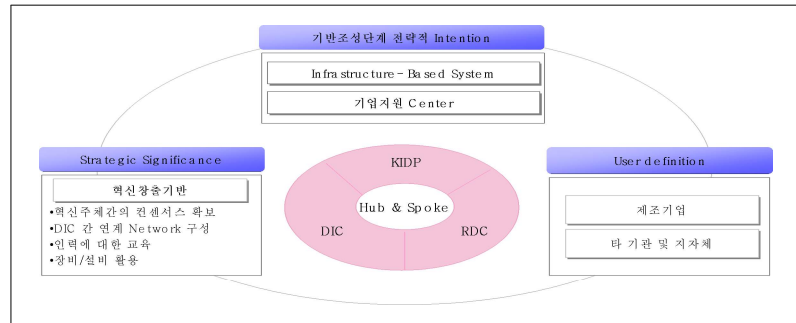 기반조성단계 전략적 Intention
Infrastructure-Based System
기업지원 Center
Strategic Significance
혁신창출기반
•혁신주체간의 컨센서스 확보
•DIC 간 연계 Network 구성
•인력에 대한 교육
•장비/설비 활용
KIDP
Hub & Spoke
DIC
RDC
User definition
제조기업
타 기관 및 지자체